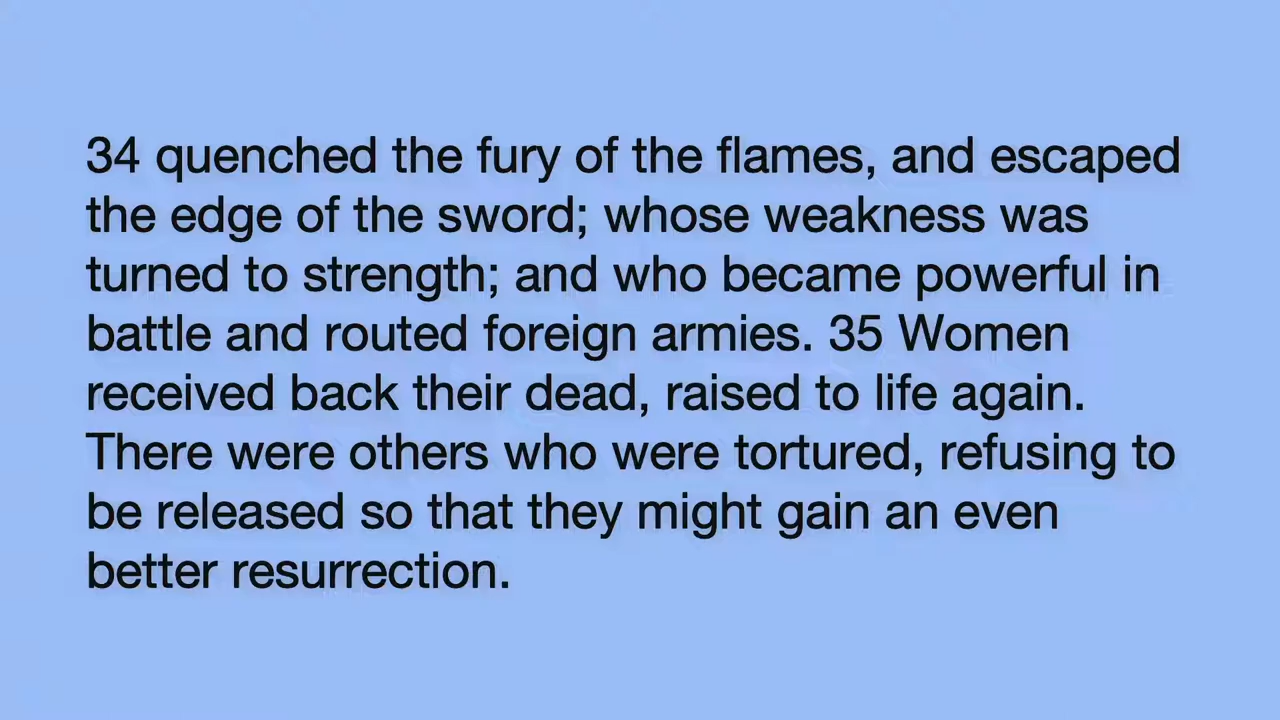 34 quenched the fury of the flames, and escaped
the edge of the sword; whose weakness was
turned to strength; and who became powerful in
battle and routed foreign armies. 35 Women
received back their dead, raised to life again.
There were others who were tortured, refusing to
be released so that they might gain an even
better resurrection.